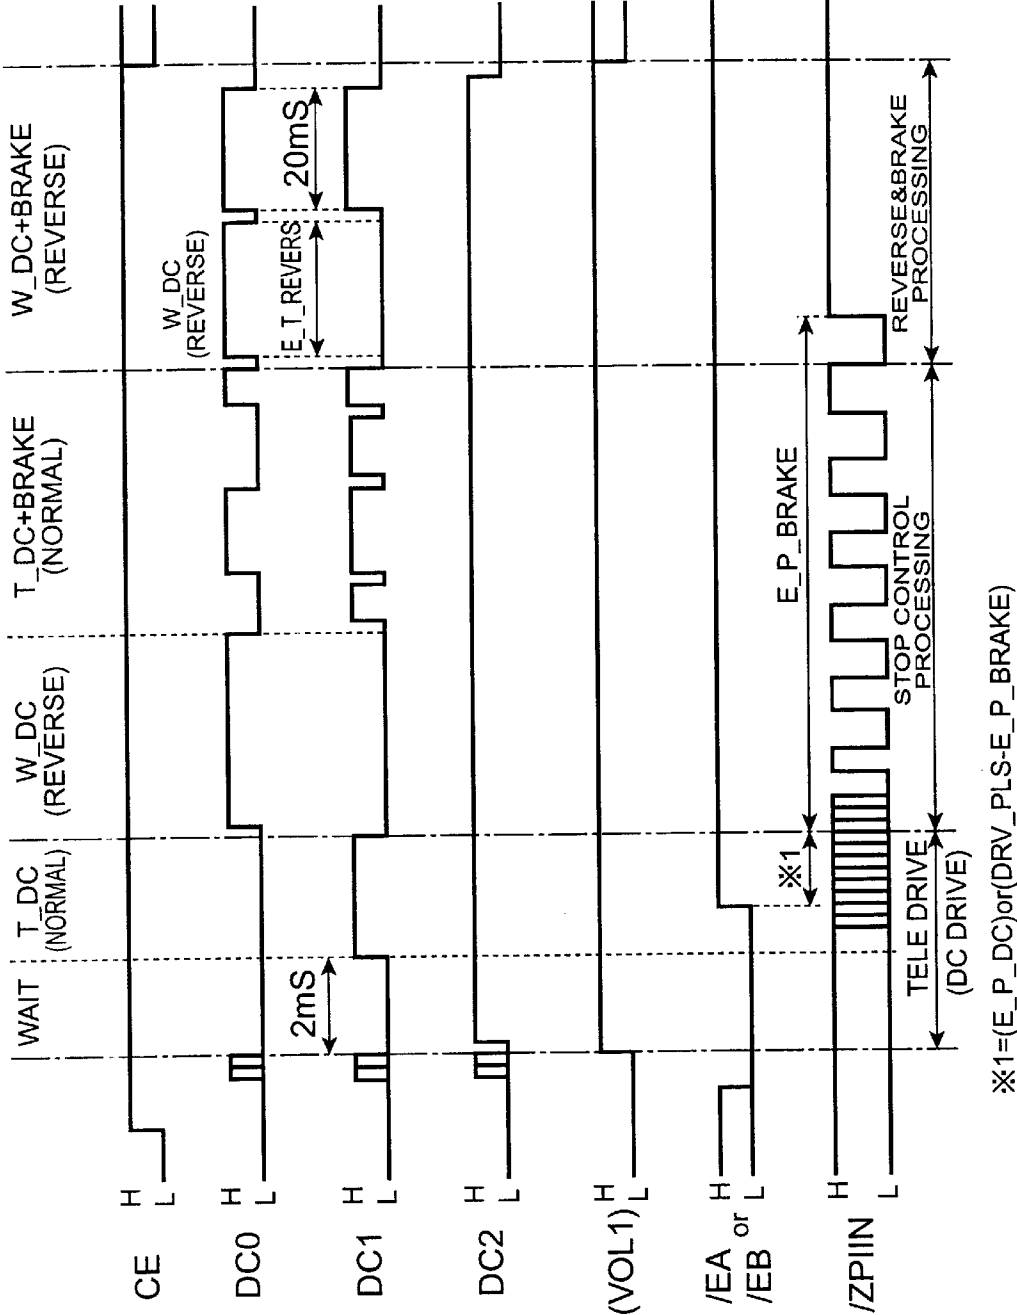 WAIT
T_DC
(NORMAL)
W_DC
(REVERSE)
T_DC+BRAKE
(NORMAL)
W_DC+BRAKE
(REVERSE)
CE
H
L
DC0
H
L
W_DC
(REVERSE)
DC1
H
L
2mS
E_T_REVERS
20mS
DC2
H
L
(VOL1)
H
L
/EA or
/EB
H
L
※1
E_P_BRAKE
/ZPIIN
H
L
TELE DRIVE
(DC DRIVE)
STOP CONTROL
PROCESSING
REVERSE&BRAKE
PROCESSING
※1=(E_P_DC)or(DRV_PLS-E_P_BRAKE)